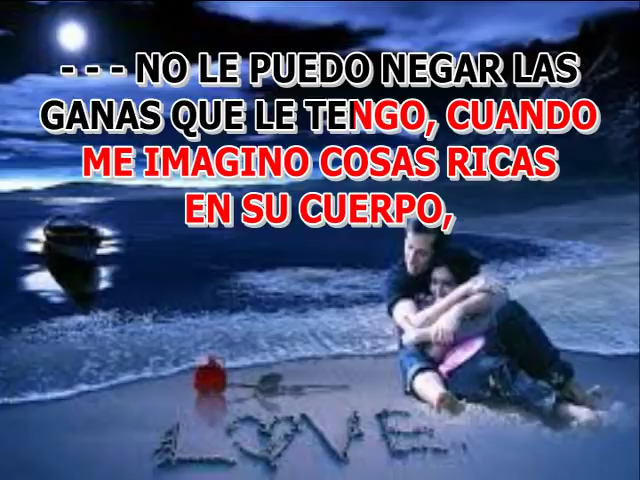 - - - NO LE PUEDO NEGAR LAS
GANAS QUE LE TENGO, CUANDO
ME IMAGINO COSAS RICAS
EN SU CUERPO,
LOVE.